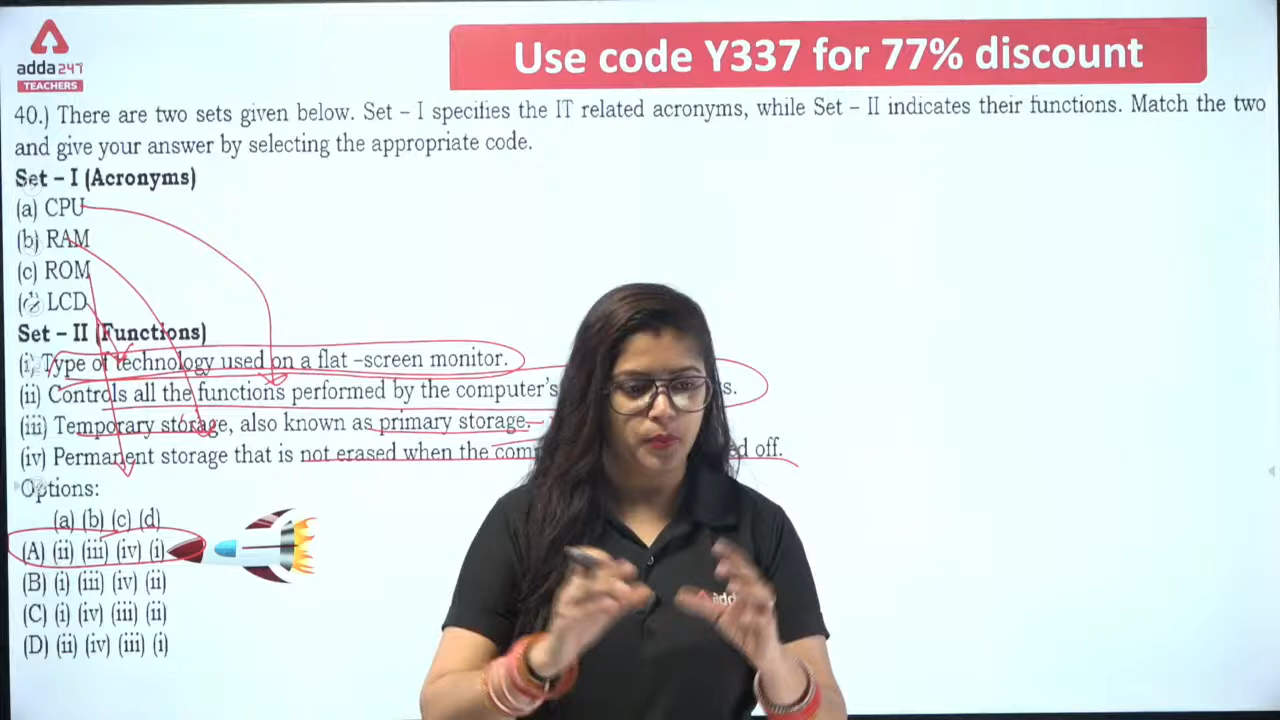 adda247
TEACHERS
Use code Y337 for 77% discount
40.) There are two sets given below. Set – I specifies the IT related acronyms, while Set – II indicates their functions. Match the two
and give your answer by selecting the appropriate code.
Set – I (Acronyms)
(a) CPU
(b) RAM
(c) ROM
LCD
Set – II (Functions)
(i) Type of technology used on a flat –screen monitor.
(ii) Controls all the functions performed by the computer's
(iii) Temporary storage, also known as primary storage.
(iv) Permanent storage that is not erased when the off.
Options:
(a) (b) (c) (d)
(A) (ii) (iii) (iv) (i)
(B) (i) (iii) (iv) (ii)
(C) (i) (iv) (iii) (ii)
(D) (ii) (iv) (iii) (i)
add